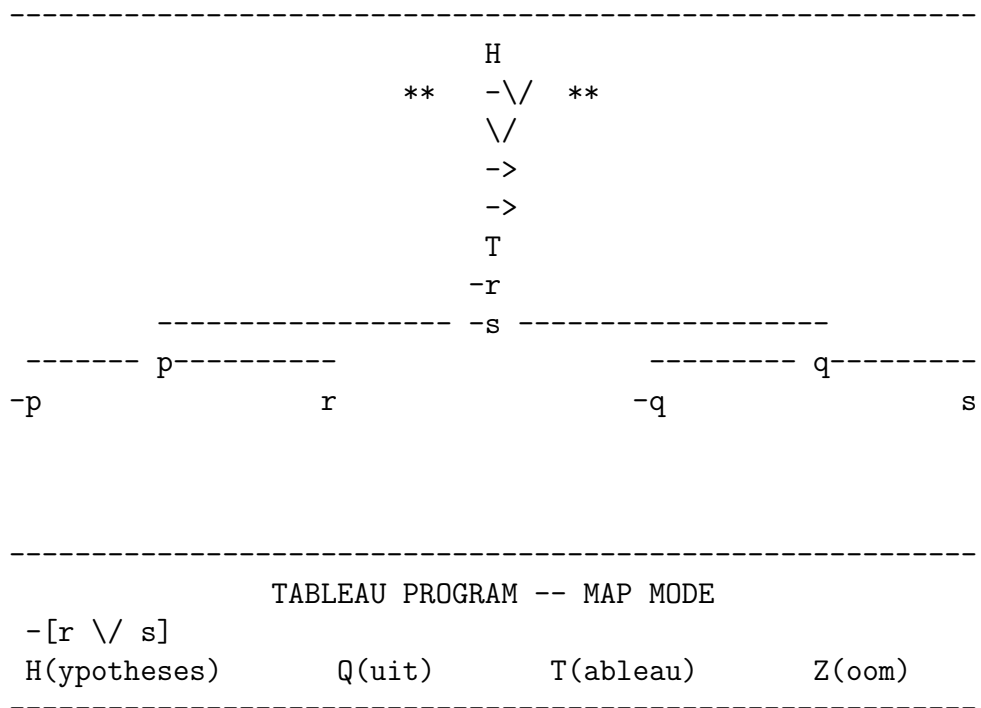 ------------------------------------------------------------
H
** -\/ **
\/
->
->
T
-r
------------------ -s -------------------
------- p---------- --------- q---------
-p r -q s
------------------------------------------------------------
TABLEAU PROGRAM -- MAP MODE
-[r \/ s]
H(ypotheses) Q(uit) T(ableau) Z(oom)
------------------------------------------------------------